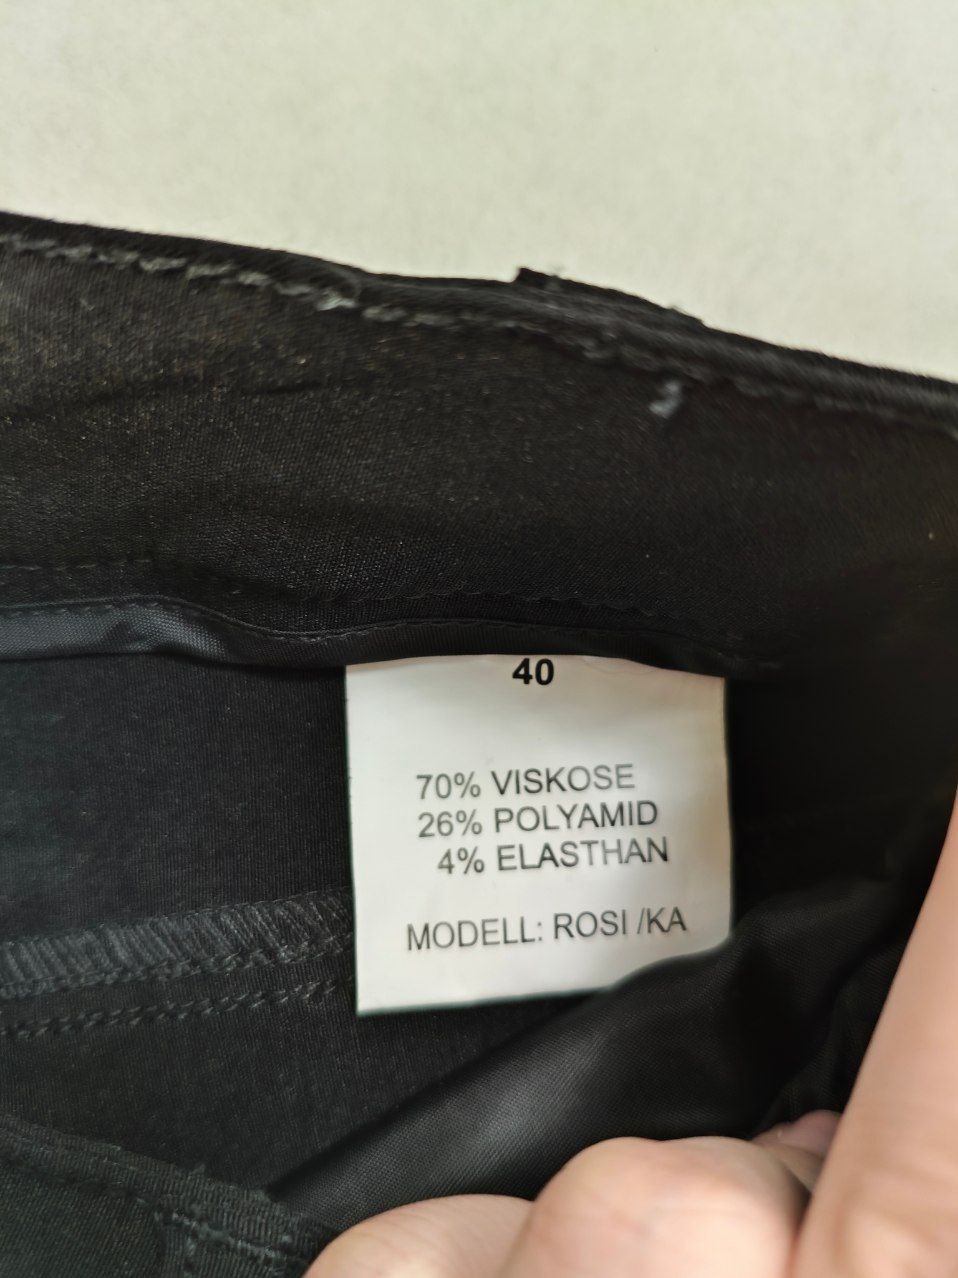 40
70% VISKOSE
26% POLYAMID
4% ELASTHAN
MODELL: ROSI /KA